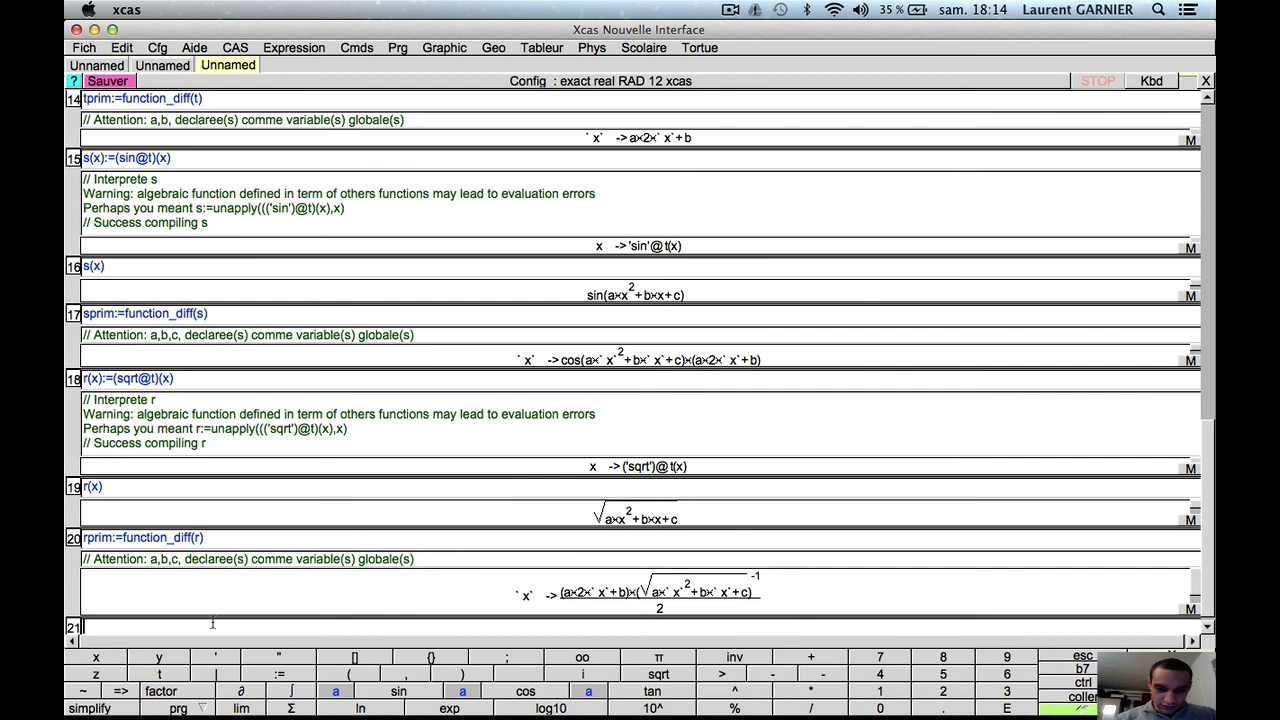 xcas
35 %
sam. 18:14
Laurent GARNIER
Xcas Nouvelle Interface
Fich Edit Cfg Aide CAS Expression Cmds Prg Graphic Geo Tableur Phys Scolaire Tortue
Unnamed Unnamed Unnamed
? Sauver Config : exact real RAD 12 xcas STOP Kbd X
14 tprim:=function_diff(t)
// Attention: a,b, declaree(s) comme variable(s) globale(s)
` x` ->a×2×` x`+b M
15 s(x):=(sin@t)(x)
// Interprete s
Warning: algebraic function defined in term of others functions may lead to evaluation errors
Perhaps you meant s:=unapply((('sin')@t)(x),x)
// Success compiling s
x ->'sin'@t(x) M
16 s(x)
sin(a×x²+b×x+c) M
17 sprim:=function_diff(s)
// Attention: a,b,c, declaree(s) comme variable(s) globale(s)
` x` ->cos(a×` x`²+b×` x`+c)×(a×2×` x`+b) M
18 r(x):=(sqrt@t)(x)
// Interprete r
Warning: algebraic function defined in term of others functions may lead to evaluation errors
Perhaps you meant r:=unapply((('sqrt')@t)(x),x)
// Success compiling r
x ->('sqrt')@t(x) M
19 r(x)
√a×x²+b×x+c M
20 rprim:=function_diff(r)
// Attention: a,b,c, declaree(s) comme variable(s) globale(s)
-1
` x` ->(a×2×` x`+b)×(√a×` x`²+b×` x`+c)
2 M
21
x y ' " [] {} ; oo π inv + 7 8 9 esc
z t | := ( , ) i sqrt > - - 4 5 6 b7
~ => factor ∂ ∫ a sin a cos a tan ^ * 1 2 3 ctrl
simplify prg lim Σ ln exp log10 10^ % / 0 . E coller